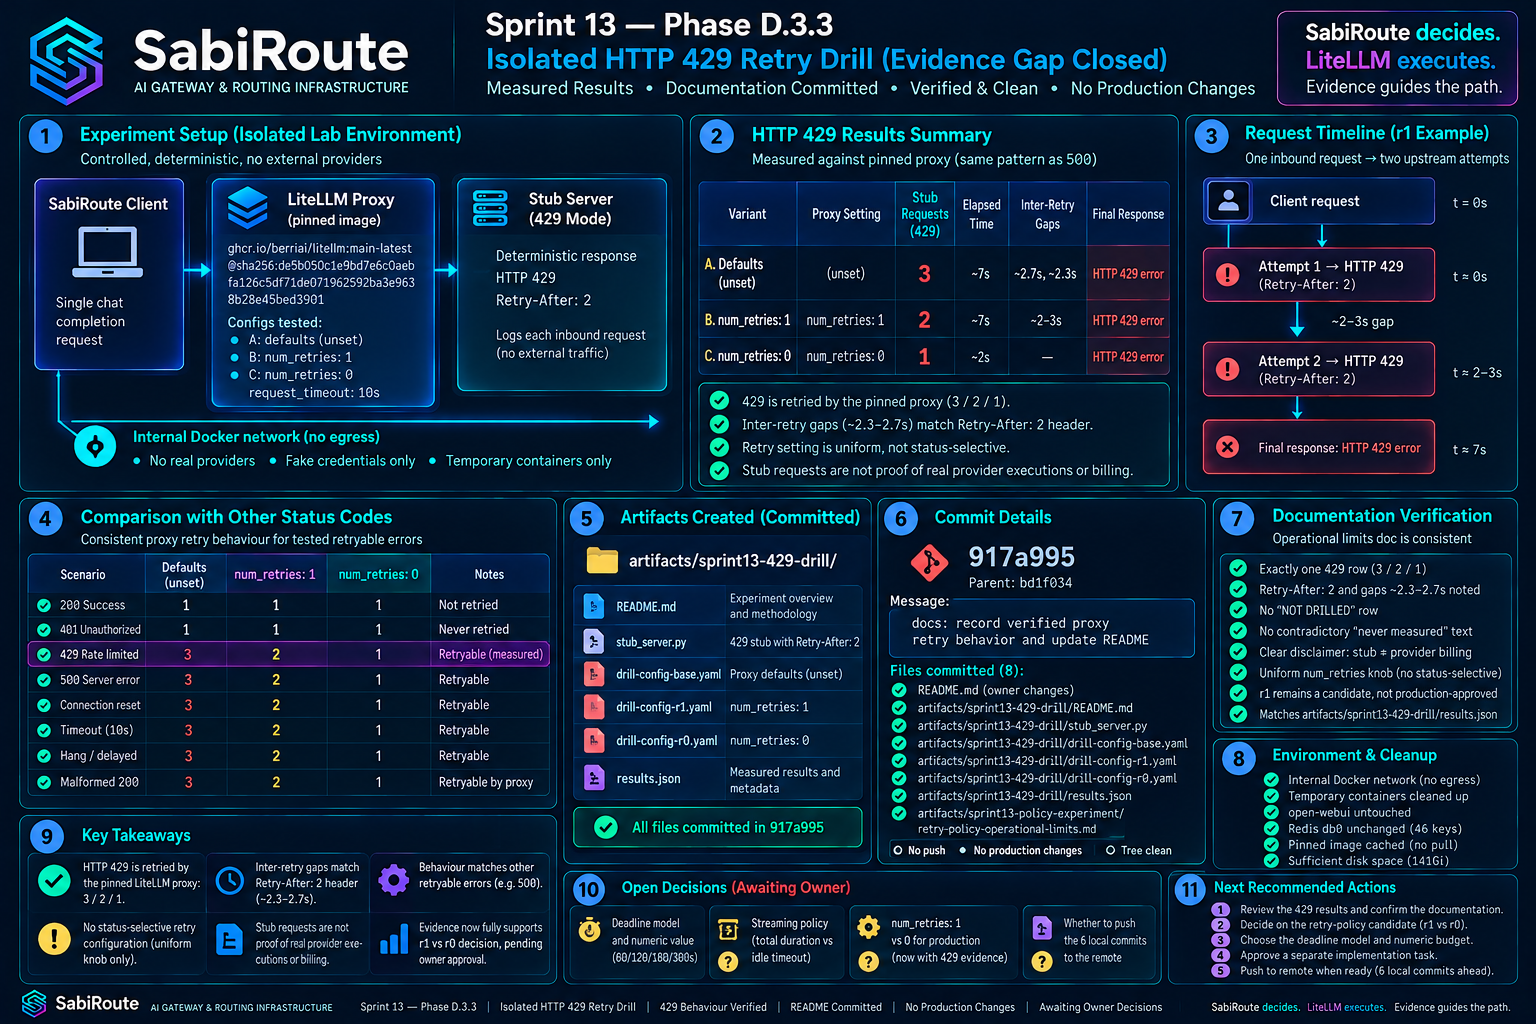 SabiRoute
AI GATEWAY & ROUTING INFRASTRUCTURE
Sprint 13 — Phase D.3.3
Isolated HTTP 429 Retry Drill (Evidence Gap Closed)
Measured Results • Documentation Committed • Verified & Clean • No Production Changes
SabiRoute decides.
LiteLLM executes.
Evidence guides the path.
1
Experiment Setup (Isolated Lab Environment)
Controlled, deterministic, no external providers
SabiRoute Client
Single chat
completion
request
LiteLLM Proxy
(pinned image)
ghcr.io/berriai/litellm:main-latest
@sha256:de5b050c1e9bd7e6c0aeb
fa126c5df71de071962592ba3e963
8b28e45bed3901
Configs tested:
• A: defaults (unset)
• B: num_retries: 1
• C: num_retries: 0
request_timeout: 10s
Stub Server
(429 Mode)
Deterministic response
HTTP 429
Retry-After: 2
Logs each inbound request
(no external traffic)
Internal Docker network (no egress)
• No real providers • Fake credentials only • Temporary containers only
2
HTTP 429 Results Summary
Measured against pinned proxy (same pattern as 500)
Variant
Proxy Setting
Stub
Requests
(429)
Elapsed
Time
Inter-Retry
Gaps
Final Response
A. Defaults
(unset)
(unset)
3
~7s
~2.7s, ~2.3s
HTTP 429 error
B. num_retries: 1
num_retries: 1
2
~7s
~2–3s
HTTP 429 error
C. num_retries: 0
num_retries: 0
1
~2s
—
HTTP 429 error
429 is retried by the pinned proxy (3 / 2 / 1).
Inter-retry gaps (~2.3–2.7s) match Retry-After: 2 header.
Retry setting is uniform, not status-selective.
Stub requests are not proof of real provider executions or billing.
3
Request Timeline (r1 Example)
One inbound request → two upstream attempts
Client request
t = 0s
Attempt 1 → HTTP 429
(Retry-After: 2)
t ≈ 0s
~2–3s gap
Attempt 2 → HTTP 429
(Retry-After: 2)
t ≈ 2–3s
Final response: HTTP 429 error
t ≈ 7s
4
Comparison with Other Status Codes
Consistent proxy retry behaviour for tested retryable errors
Scenario
Defaults
(unset)
num_retries: 1
num_retries: 0
Notes
200 Success 1 1 1 Not retried
401 Unauthorized 1 1 1 Never retried
429 Rate limited 3 2 1 Retryable (measured)
500 Server error 3 2 1 Retryable
Connection reset 3 2 1 Retryable
Timeout (10s) 3 2 1 Retryable
Hang / delayed 3 2 1 Retryable
Malformed 200 3 2 1 Retryable by proxy
5
Artifacts Created (Committed)
artifacts/sprint13-429-drill/
README.md
Experiment overview
and methodology
stub_server.py
429 stub with Retry-After: 2
drill-config-base.yaml
Proxy defaults (unset)
drill-config-r1.yaml
num_retries: 1
drill-config-r0.yaml
num_retries: 0
results.json
Measured results and
metadata
All files committed in 917a995
6
Commit Details
917a995
Parent: bd1f034
Message:
docs: record verified proxy
retry behavior and update README
Files committed (8):
README.md (owner changes)
artifacts/sprint13-429-drill/README.md
artifacts/sprint13-429-drill/stub_server.py
artifacts/sprint13-429-drill/drill-config-base.yaml
artifacts/sprint13-429-drill/drill-config-r1.yaml
artifacts/sprint13-429-drill/drill-config-r0.yaml
artifacts/sprint13-429-drill/results.json
artifacts/sprint13-policy-experiment/
retry-policy-operational-limits.md
No push • No production changes Tree clean
7
Documentation Verification
Operational limits doc is consistent
Exactly one 429 row (3 / 2 / 1)
Retry-After: 2 and gaps ~2.3–2.7s noted
No “NOT DRILLED” row
No contradictory “never measured” text
Clear disclaimer: stub ≠ provider billing
Uniform num_retries knob (no status-selective)
r1 remains a candidate, not production-approved
Matches artifacts/sprint13-429-drill/results.json
8
Environment & Cleanup
Internal Docker network (no egress)
Temporary containers cleaned up
open-webui untouched
Redis db0 unchanged (46 keys)
Pinned image cached (no pull)
Sufficient disk space (141Gi)
9
Key Takeaways
HTTP 429 is retried by
the pinned LiteLLM proxy:
3 / 2 / 1.
Inter-retry gaps match
Retry-After: 2 header
(~2.3–2.7s).
Behaviour matches other
retryable errors (e.g. 500).
No status-selective retry
configuration (uniform
knob only).
Stub requests are not
proof of real provider exe-
cutions or billing.
Evidence now fully supports
r1 vs r0 decision, pending
owner approval.
10
Open Decisions (Awaiting Owner)
Deadline model
and numeric value
(60/120/180/300s)
Streaming policy
(total duration vs
idle timeout)
?
num_retries: 1
vs 0 for production
(now with 429 evidence)
?
Whether to push
the 6 local commits
to the remote
?
11
Next Recommended Actions
1 Review the 429 results and confirm the documentation.
2 Decide on the retry-policy candidate (r1 vs r0).
3 Choose the deadline model and numeric budget.
4 Approve a separate implementation task.
5 Push to remote when ready (6 local commits ahead).
SabiRoute AI GATEWAY & ROUTING INFRASTRUCTURE
Sprint 13 — Phase D.3.3 | Isolated HTTP 429 Retry Drill | 429 Behaviour Verified | README Committed | No Production Changes | Awaiting Owner Decisions
SabiRoute decides. LiteLLM executes. Evidence guides the path.